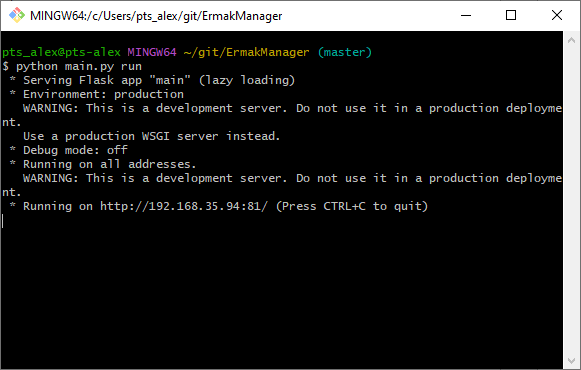 MINGW64:/c/Users/pts_alex/git/ErmakManager
pts_alex@pts-alex MINGW64 ~/git/ErmakManager (master)
$ python main.py run
 * Serving Flask app "main" (lazy loading)
 * Environment: production
   WARNING: This is a development server. Do not use it in a production deployme
nt.
   Use a production WSGI server instead.
 * Debug mode: off
 * Running on all addresses.
   WARNING: This is a development server. Do not use it in a production deployme
nt.
 * Running on http://192.168.35.94:81/ (Press CTRL+C to quit)